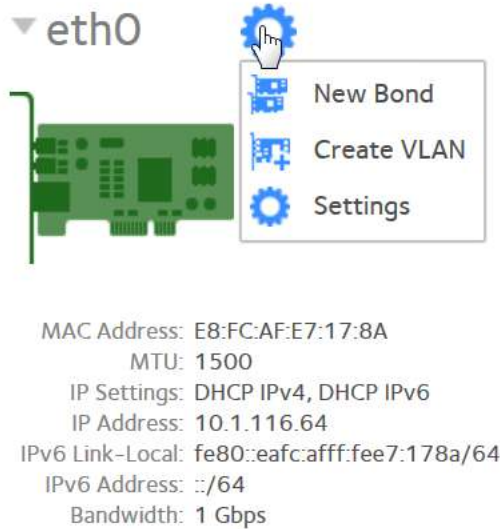 eth0
New Bond
Create VLAN
Settings
MAC Address: E8:FC:AF:E7:17:8A
MTU: 1500
IP Settings: DHCP IPv4, DHCP IPv6
IP Address: 10.1.116.64
IPv6 Link-Local: fe80::eafc:afff:fee7:178a/64
IPv6 Address: ::/64
Bandwidth: 1 Gbps